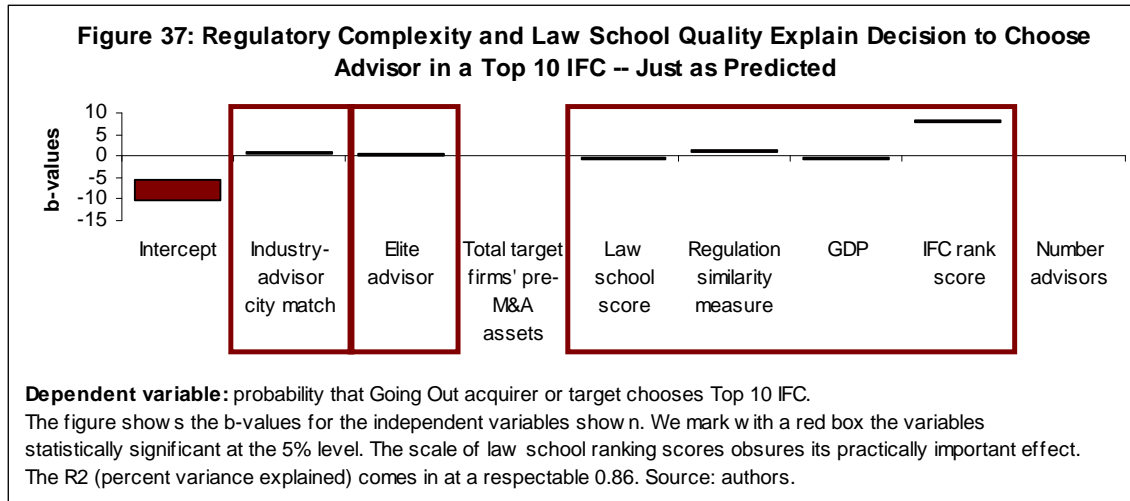 Figure 37: Regulatory Complexity and Law School Quality Explain Decision to Choose
Advisor in a Top 10 IFC -- Just as Predicted
b-values
10
5
0
-5
-10
-15
Intercept
Industry-
advisor
city match
Elite
advisor
Total target
firms' pre-
M&A
assets
Law
school
score
Regulation
similarity
measure
GDP
IFC rank
score
Number
advisors
Dependent variable: probability that Going Out acquirer or target chooses Top 10 IFC.
The figure shows the b-values for the independent variables shown. We mark with a red box the variables
statistically significant at the 5% level. The scale of law school ranking scores obsures its practically important effect.
The R2 (percent variance explained) comes in at a respectable 0.86. Source: authors.